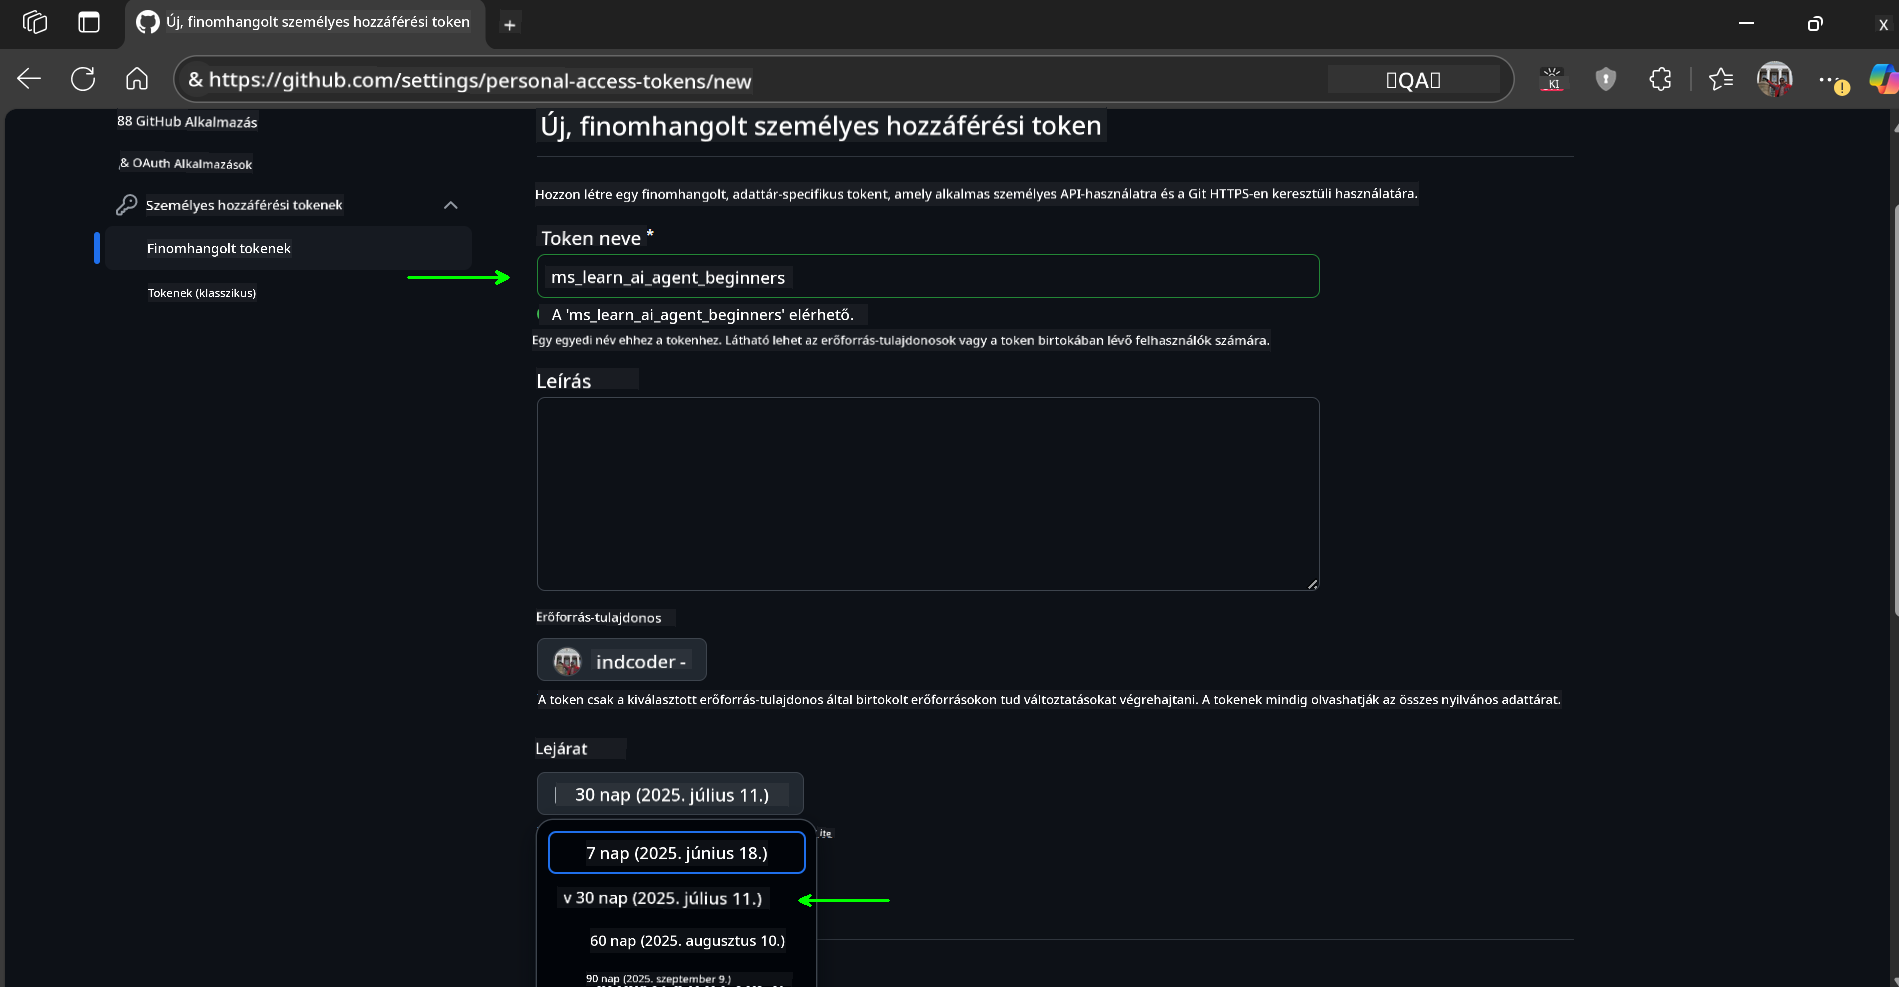 Új, finomhangolt személyes hozzáférési token
+
X
& https://github.com/settings/personal-access-tokens/new
QA
KI
88 GitHub Alkalmazás
& OAuth Alkalmazások
Személyes hozzáférési tokenek
Finomhangolt tokenek
Tokenek (klasszikus)
Új, finomhangolt személyes hozzáférési token
Hozzon létre egy finomhangolt, adattár-specifikus tokent, amely alkalmas személyes API-használatra és a Git HTTPS-en keresztüli használatára.
Token neve *
ms_learn_ai_agent_beginners
A 'ms_learn_ai_agent_beginners' elérhető.
Egy egyedi név ehhez a tokenhez. Látható lehet az erőforrás-tulajdonosok vagy a token birtokában lévő felhasználók számára.
Leírás
Erőforrás-tulajdonos
indcoder -
A token csak a kiválasztott erőforrás-tulajdonos által birtokolt erőforrásokon tud változtatásokat végrehajtani. A tokenek mindig olvashatják az összes nyilvános adattárat.
Lejárat
30 nap (2025. július 11.)
7 nap (2025. június 18.)
v 30 nap (2025. július 11.)
60 nap (2025. augusztus 10.)
90 nap (2025. szeptember 9.)